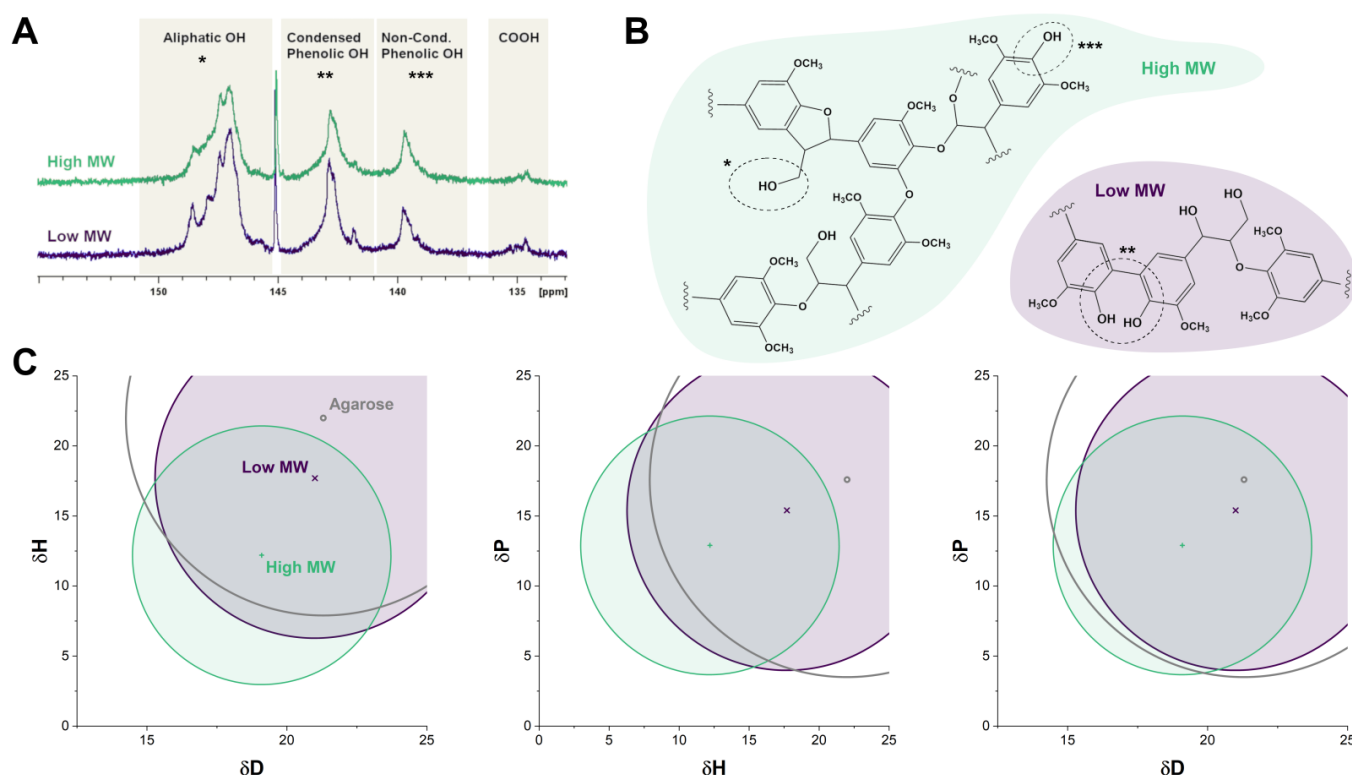 A
Aliphatic OH
*
Condensed
Phenolic OH
**
Non-Cond.
Phenolic OH
***
COOH
High MW
Low MW
150
145
140
135
[ppm]
B
High MW
OCH₃
H₃CO
OH
***
OCH₃
OCH₃
O
O
O
O
*
HO
O
H₃CO
OCH₃
OH
OCH₃
O
OCH₃
Low MW
HO
HO
**
OCH₃
O
H₃CO
OH
HO
OCH₃
H₃CO
C
25
20
15
10
5
0
δH
Agarose
Low MW
High MW
15
20
25
δD
25
20
15
10
5
0
δP
0
5
10
15
20
25
δH
25
20
15
10
5
0
δP
15
20
25
δD